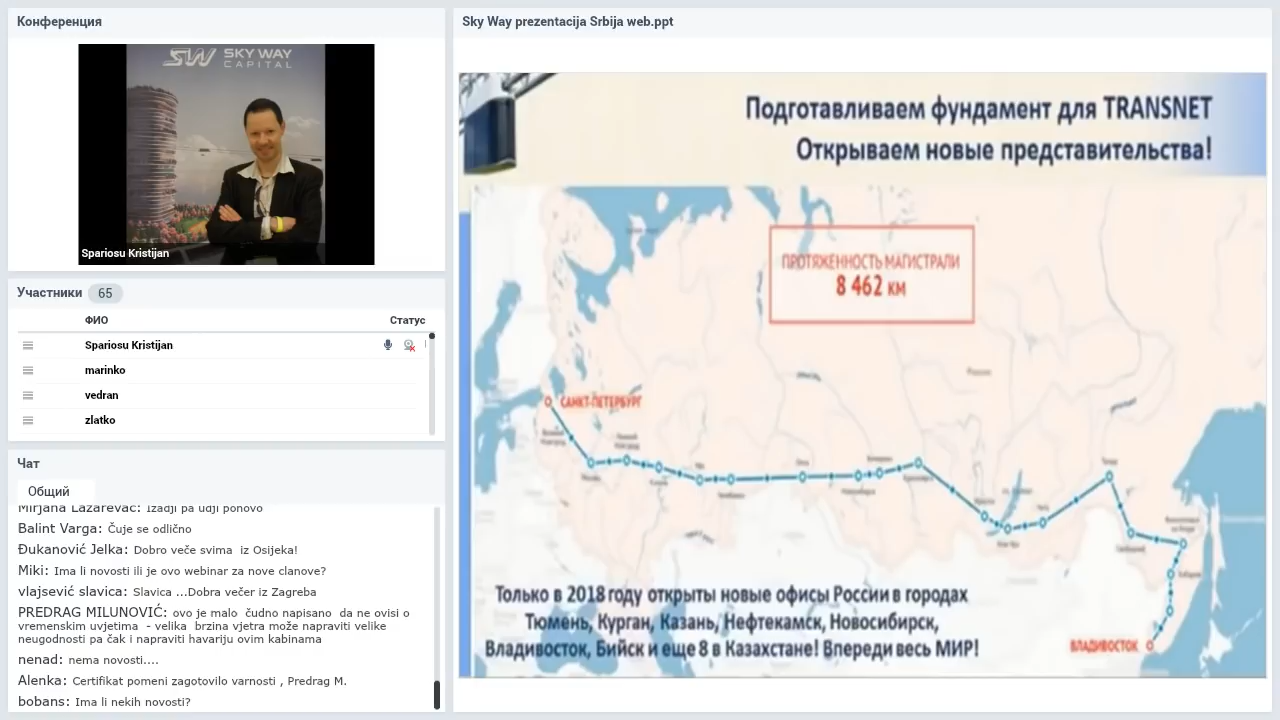 Конференция
SKY WAY
CAPITAL
Spariosu Kristijan
Участники 65
ФИО Статус
Spariosu Kristijan
marinko
vedran
zlatko
Чат
Общий
Mirjana Lazarevac: Izadji pa udji ponovo
Balint Varga: Čuje se odlično
Đukanović Jelka: Dobro veče svima iz Osijeka!
Miki: Ima li novosti ili je ovo webinar za nove clanove?
vlajsević slavica: Slavica ...Dobra večer iz Zagreba
PREDRAG MILUNOVIĆ: ovo je malo čudno napisano da ne ovisi o
vremenskim uvjetima - velika brzina vjetra može napraviti velike
neugodnosti pa čak i napraviti havariju ovim kabinama
nenad: nema novosti....
Alenka: Certifikat pomeni zagotovilo varnosti , Predrag M.
bobans: Ima li nekih novosti?
Sky Way prezentacija Srbija web.ppt
Подготавливаем фундамент для TRANSNET
Открываем новые представительства!
ПРОТЯЖЕННОСТЬ МАГИСТРАЛИ
8 462 км
САНКТ-ПЕТЕРБУРГ
ВЛАДИВОСТОК
Только в 2018 году открыты новые офисы России в городах
Тюмень, Курган, Казань, Нефтекамск, Новосибирск,
Владивосток, Бийск и еще 8 в Казахстане! Впереди весь МИР!